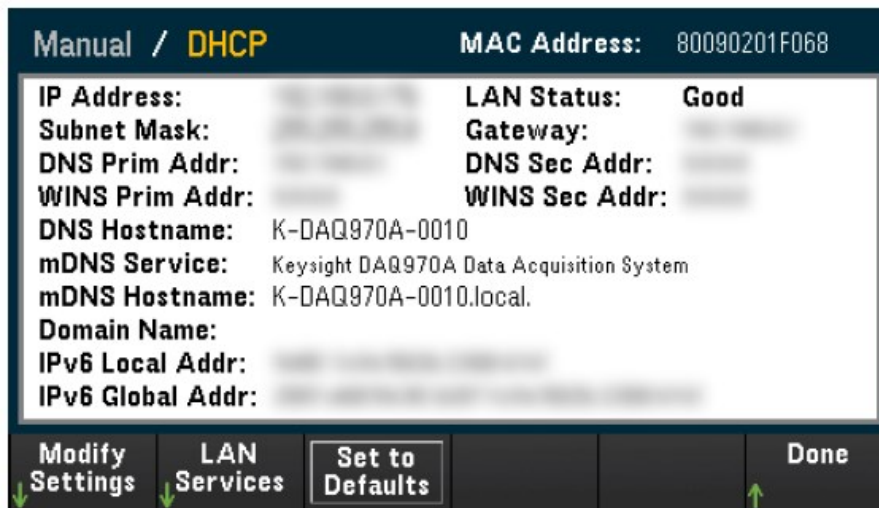 Manual / DHCP MAC Address: 80090201F068
IP Address: LAN Status: Good
Subnet Mask: Gateway:
DNS Prim Addr: DNS Sec Addr:
WINS Prim Addr: WINS Sec Addr:
DNS Hostname: K-DAQ970A-0010
mDNS Service: Keysight DAQ970A Data Acquisition System
mDNS Hostname: K-DAQ970A-0010.local.
Domain Name:
IPv6 Local Addr:
IPv6 Global Addr:
Modify Settings
LAN Services
Set to Defaults
Done